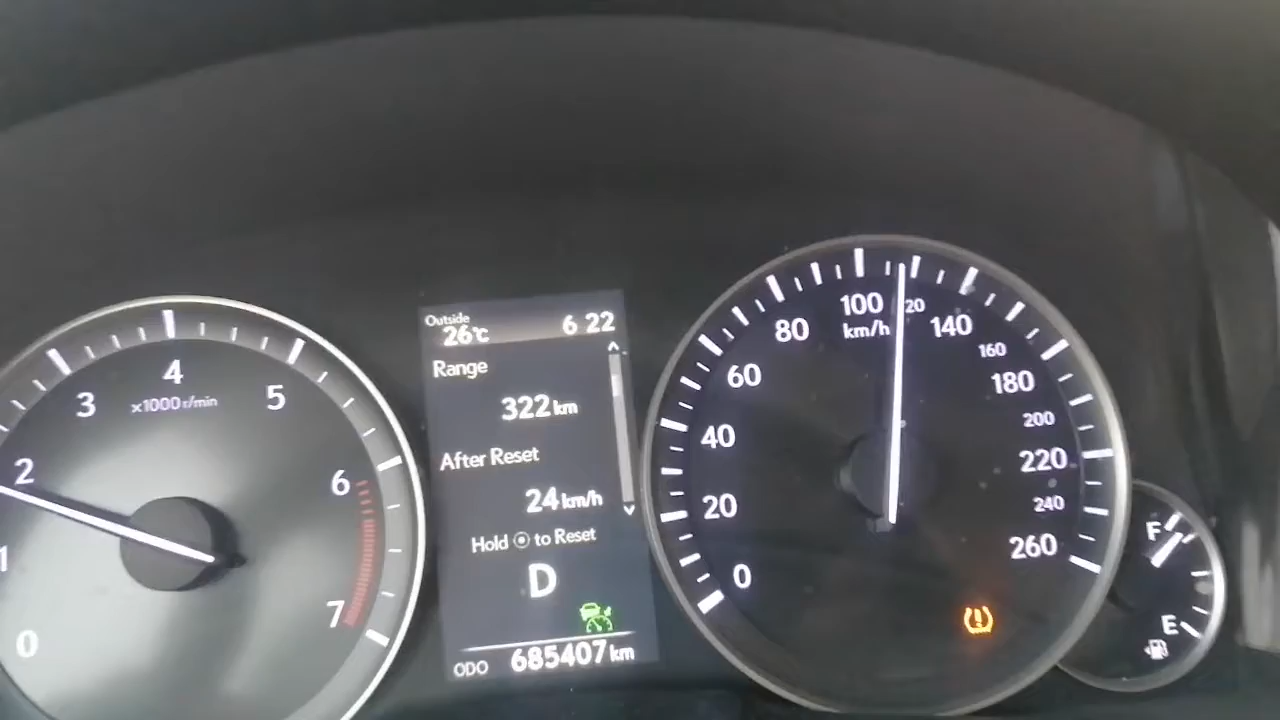 0
1
2
3
4
5
6
7
x1000 r/min
Outside
26°C
6 22
Range
322 km
After Reset
24 km/h
Hold ⦿ to Reset
D
ODO 685407 km
0
20
40
60
80
100
km/h
20
140
160
180
200
220
240
260
F
E